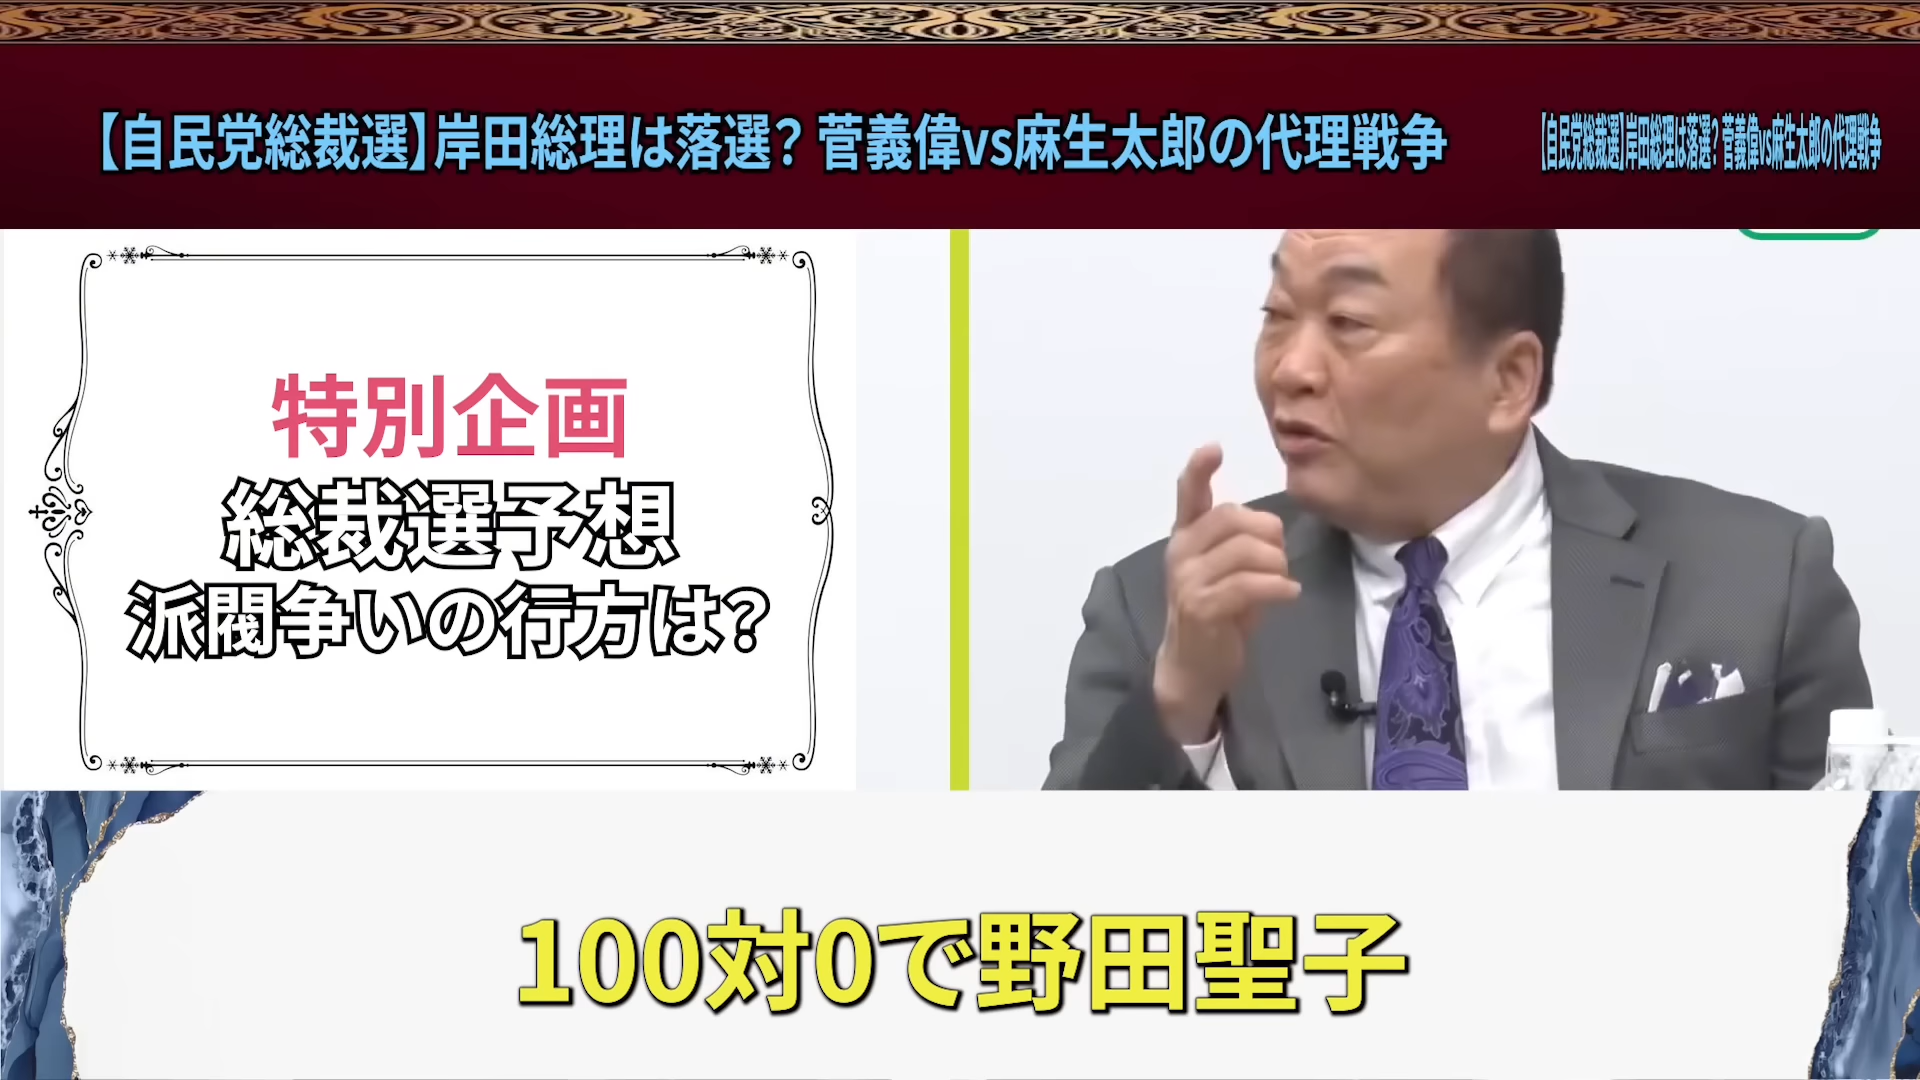 【自民党総裁選】岸田総理は落選？菅義偉vs麻生太郎の代理戦争
【自民党総裁選】岸田総理は落選？菅義偉vs麻生太郎の代理戦争
特別企画
総裁選予想
派閥争いの行方は？
100対0で野田聖子